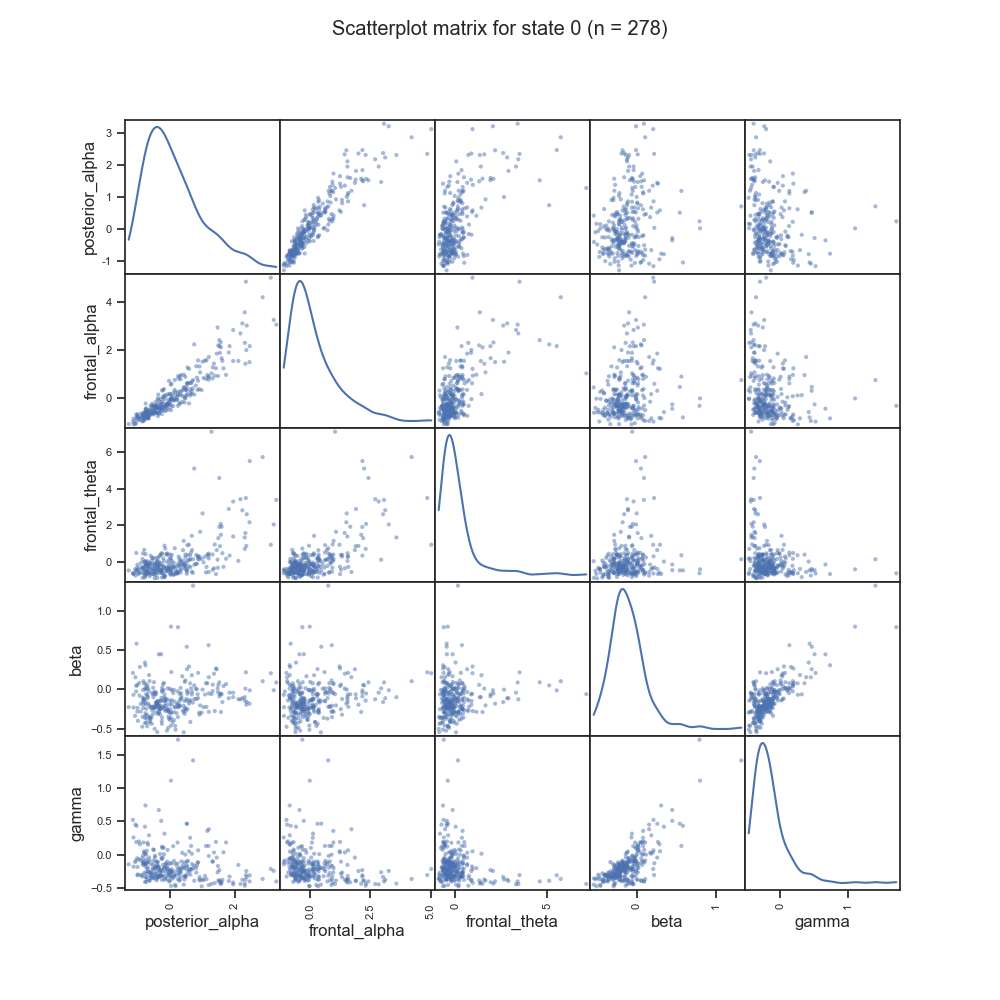 Scatterplot matrix for state 0 (n = 278)
posterior_alpha
3
2
1
0
-1
frontal_alpha
4
2
0
frontal_theta
6
4
2
0
beta
1.0
0.5
0.0
−0.5
gamma
1.5
1.0
0.5
0.0
−0.5
0 2 0.0 2.5 5.0 0 5 0 1 0 1
posterior_alpha frontal_alpha frontal_theta beta gamma